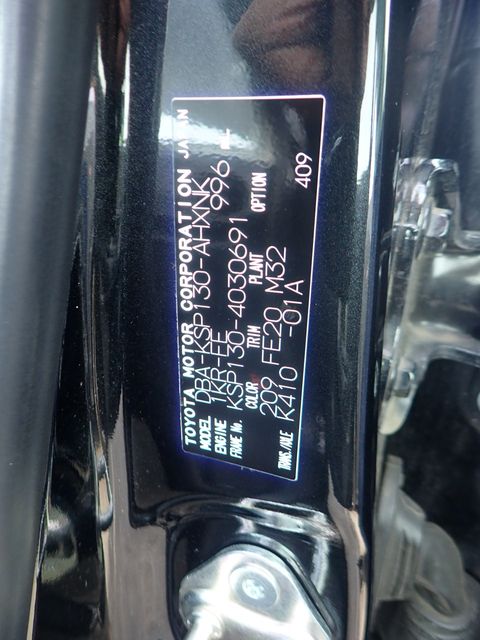 TOYOTA MOTOR CORPORATION JAPAN
MODEL DBA-KSP130-AHXNK
ENGINE 1KR-FE 996 mL
FRAME No. KSP130-4030691
COLOR TRIM PLANT OPTION
209 FE20 M32 409
TRANS./AXLE K410 -01A